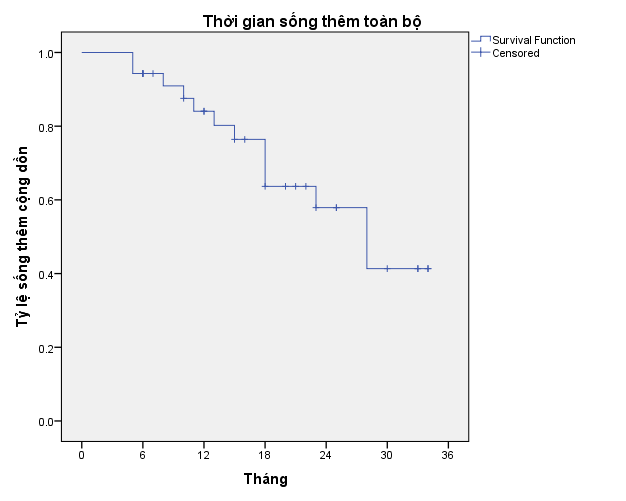 Thời gian sống thêm toàn bộ
Survival Function
Censored
Tỷ lệ sống thêm cộng dồn
1.0
0.8
0.6
0.4
0.2
0.0
0 6 12 18 24 30 36
Tháng